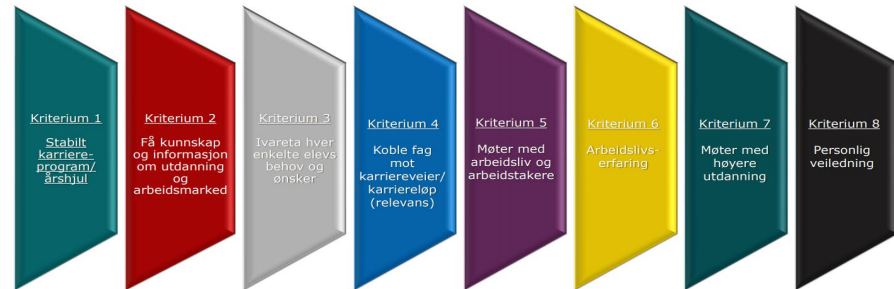 Kriterium 1
Stabilt
karriere-
program/
årshjul
Kriterium 2
Få kunnskap
og informasjon
om utdanning
og
arbeidsmarked
Kriterium 3
Ivareta hver
enkelte elevs
behov og
ønsker
Kriterium 4
Koble fag
mot
karriereveier/
karriereløp
(relevans)
Kriterium 5
Møter med
arbeidsliv og
arbeidstakere
Kriterium 6
Arbeidslivs-
erfaring
Kriterium 7
Møter med
høyere
utdanning
Kriterium 8
Personlig
veiledning